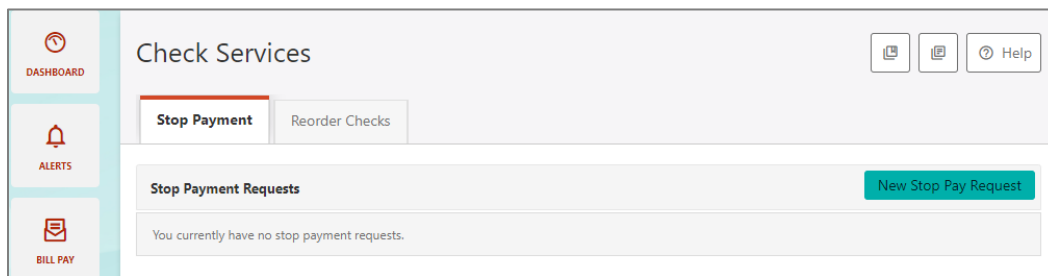 DASHBOARD
ALERTS
BILL PAY
Check Services
Help
Stop Payment
Reorder Checks
Stop Payment Requests
New Stop Pay Request
You currently have no stop payment requests.